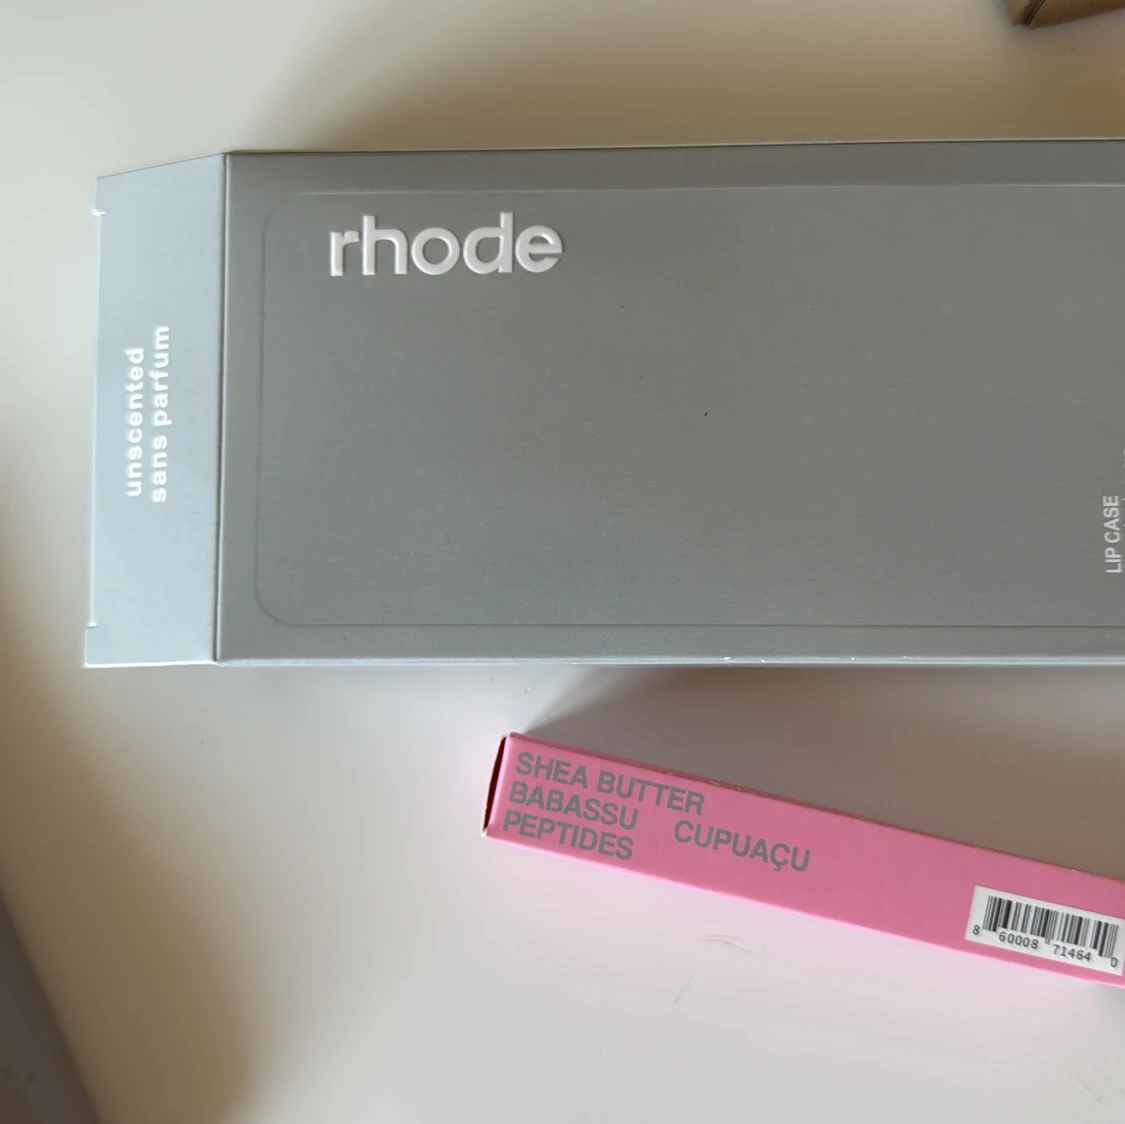 rhode
unscented
sans parfum
LIP CASE
SHEA BUTTER
BABASSU CUPUAÇU
PEPTIDES
8 60008 71464 0